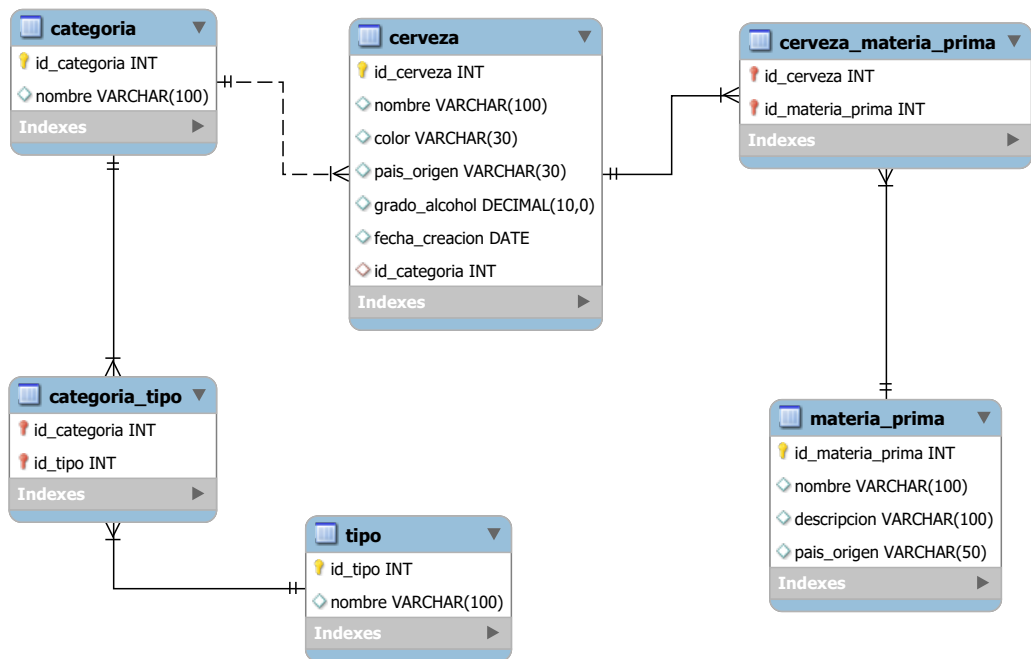 categoria
id_categoria INT
nombre VARCHAR(100)
Indexes
cerveza
id_cerveza INT
nombre VARCHAR(100)
color VARCHAR(30)
pais_origen VARCHAR(30)
grado_alcohol DECIMAL(10,0)
fecha_creacion DATE
id_categoria INT
Indexes
cerveza_materia_prima
id_cerveza INT
id_materia_prima INT
Indexes
categoria_tipo
id_categoria INT
id_tipo INT
Indexes
tipo
id_tipo INT
nombre VARCHAR(100)
Indexes
materia_prima
id_materia_prima INT
nombre VARCHAR(100)
descripcion VARCHAR(100)
pais_origen VARCHAR(50)
Indexes